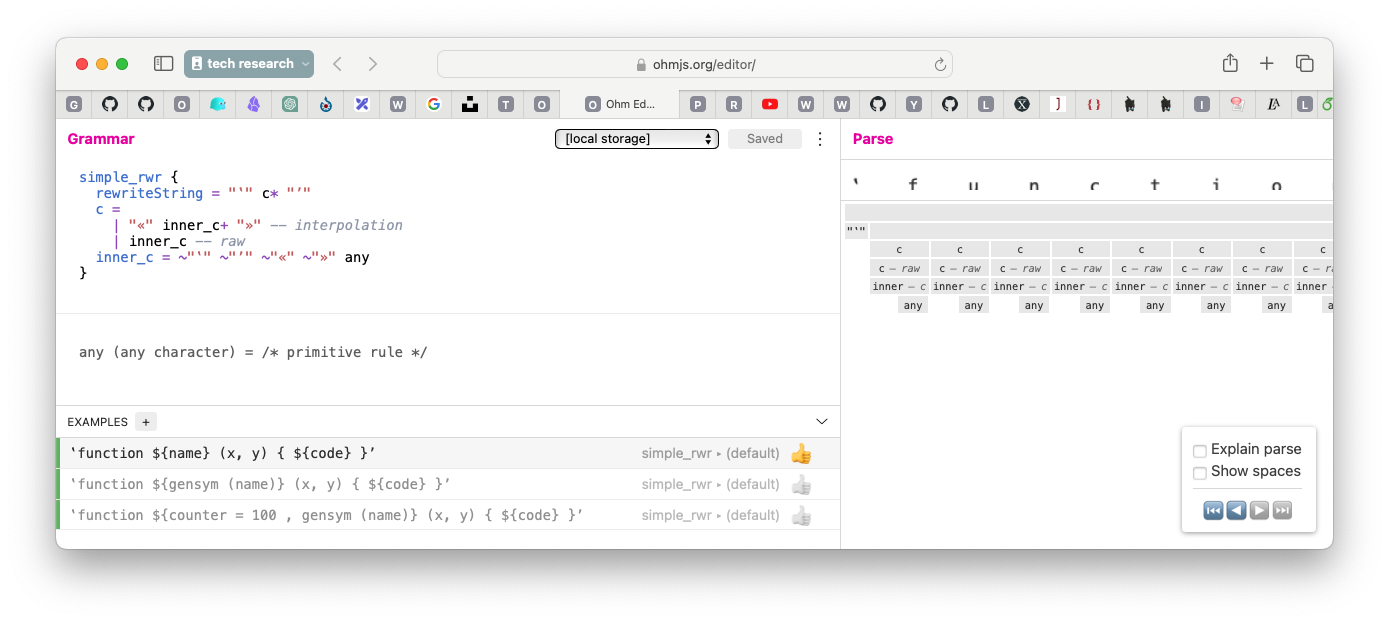 tech research
ohmjs.org/editor/
G O W G T O O Ohm Ed... P R W W Y L X ] {} I LA L
Grammar [local storage] Saved Parse
simple_rwr {
rewriteString = "‛" c* "’"
c =
| "«" inner_c+ "»" -- interpolation
| inner_c -- raw
inner_c = ~"‛" ~"’" ~"«" ~"»" any
}
any (any character) = /* primitive rule */
EXAMPLES +
‛function ${name} (x, y) { ${code} }’ simple_rwr ▸ (default)
‛function ${gensym (name)} (x, y) { ${code} }’ simple_rwr ▸ (default)
‛function ${counter = 100 , gensym (name)} (x, y) { ${code} }’ simple_rwr ▸ (default)
‛ f u n c t i o
"‛"
c c c c c c c c
c – raw c – raw c – raw c – raw c – raw c – raw c – raw c – ra
inner – c inner – c inner – c inner – c inner – c inner – c inner – c inner
any any any any any any any a
Explain parse
Show spaces